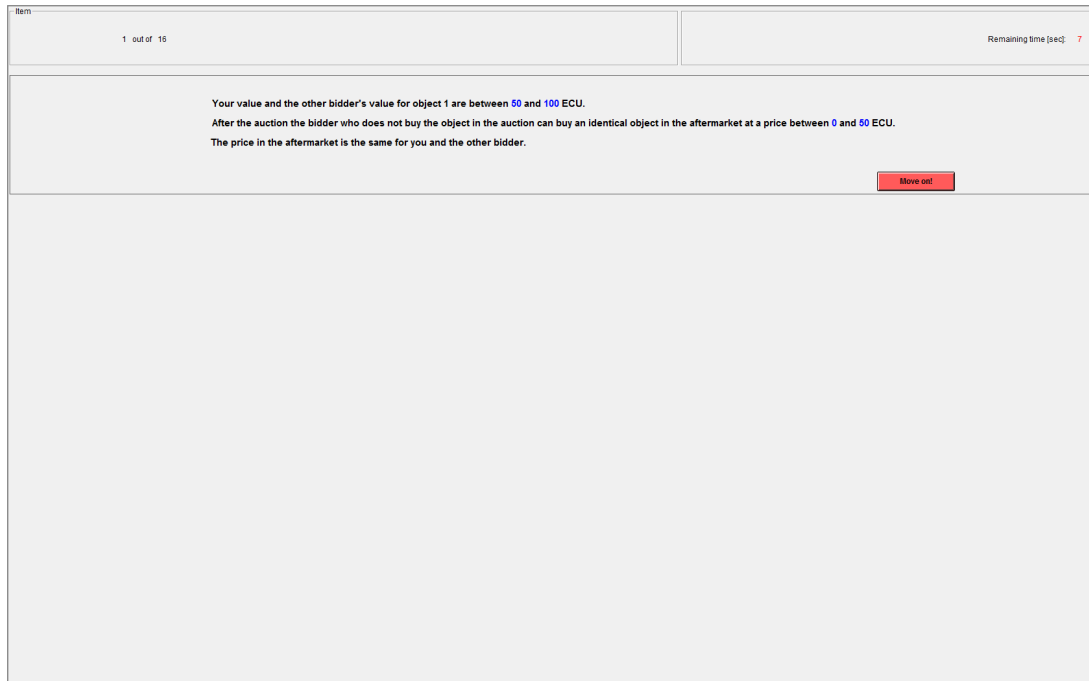 Item
1 out of 16
Remaining time [sec]: 7
Your value and the other bidder's value for object 1 are between 50 and 100 ECU.
After the auction the bidder who does not buy the object in the auction can buy an identical object in the aftermarket at a price between 0 and 50 ECU.
The price in the aftermarket is the same for you and the other bidder.
Move on!